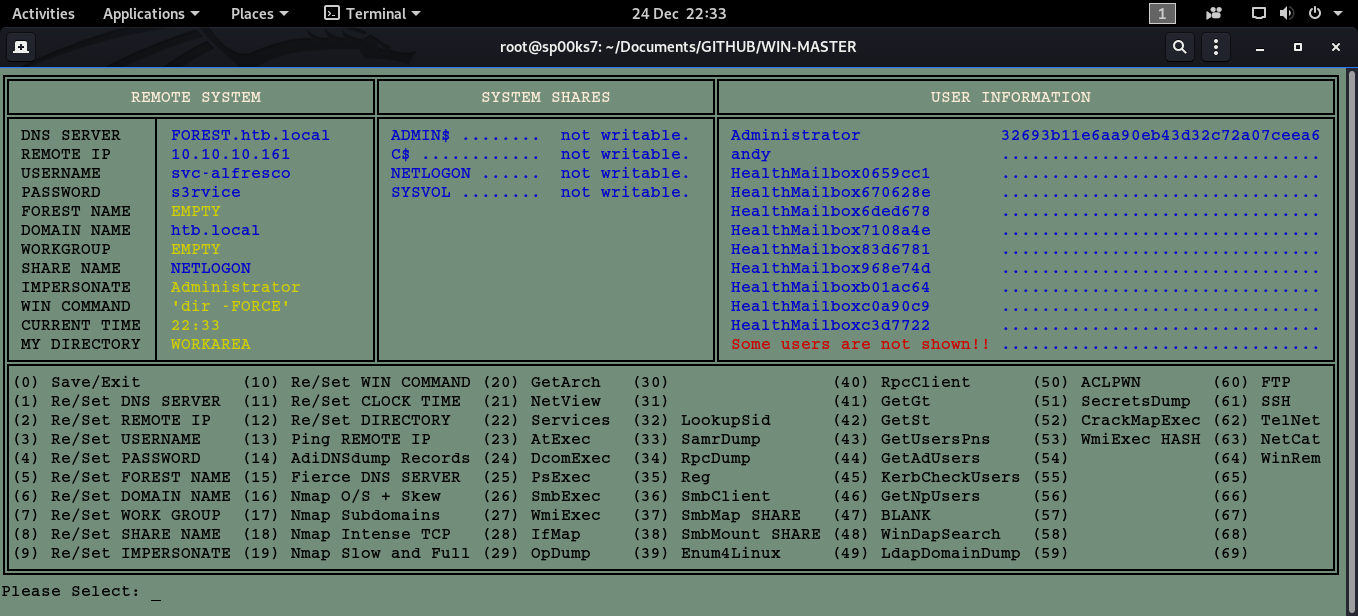 Activities Applications Places Terminal 24 Dec 22:33 1
root@sp00ks7: ~/Documents/GITHUB/WIN-MASTER
REMOTE SYSTEM SYSTEM SHARES USER INFORMATION
DNS SERVER FOREST.htb.local ADMIN$ ........ not writable. Administrator 32693b11e6aa90eb43d32c72a07ceea6
REMOTE IP 10.10.10.161 C$ ............ not writable. andy ................................
USERNAME svc-alfresco NETLOGON ...... not writable. HealthMailbox0659cc1 ................................
PASSWORD s3rvice SYSVOL ........ not writable. HealthMailbox670628e ................................
FOREST NAME EMPTY HealthMailbox6ded678 ................................
DOMAIN NAME htb.local HealthMailbox7108a4e ................................
WORKGROUP EMPTY HealthMailbox83d6781 ................................
SHARE NAME NETLOGON HealthMailbox968e74d ................................
IMPERSONATE Administrator HealthMailboxb01ac64 ................................
WIN COMMAND 'dir -FORCE' HealthMailboxc0a90c9 ................................
CURRENT TIME 22:33 HealthMailboxc3d7722 ................................
MY DIRECTORY WORKAREA Some users are not shown!! ................................
(0) Save/Exit (10) Re/Set WIN COMMAND (20) GetArch (30) (40) RpcClient (50) ACLPWN (60) FTP
(1) Re/Set DNS SERVER (11) Re/Set CLOCK TIME (21) NetView (31) (41) GetGt (51) SecretsDump (61) SSH
(2) Re/Set REMOTE IP (12) Re/Set DIRECTORY (22) Services (32) LookupSid (42) GetSt (52) CrackMapExec (62) TelNet
(3) Re/Set USERNAME (13) Ping REMOTE IP (23) AtExec (33) SamrDump (43) GetUsersPns (53) WmiExec HASH (63) NetCat
(4) Re/Set PASSWORD (14) AdiDNSdump Records (24) DcomExec (34) RpcDump (44) GetAdUsers (54) (64) WinRem
(5) Re/Set FOREST NAME (15) Fierce DNS SERVER (25) PsExec (35) Reg (45) KerbCheckUsers (55) (65)
(6) Re/Set DOMAIN NAME (16) Nmap O/S + Skew (26) SmbExec (36) SmbClient (46) GetNpUsers (56) (66)
(7) Re/Set WORK GROUP (17) Nmap Subdomains (27) WmiExec (37) SmbMap SHARE (47) BLANK (57) (67)
(8) Re/Set SHARE NAME (18) Nmap Intense TCP (28) IfMap (38) SmbMount SHARE (48) WinDapSearch (58) (68)
(9) Re/Set IMPERSONATE (19) Nmap Slow and Full (29) OpDump (39) Enum4Linux (49) LdapDomainDump (59) (69)
Please Select: _